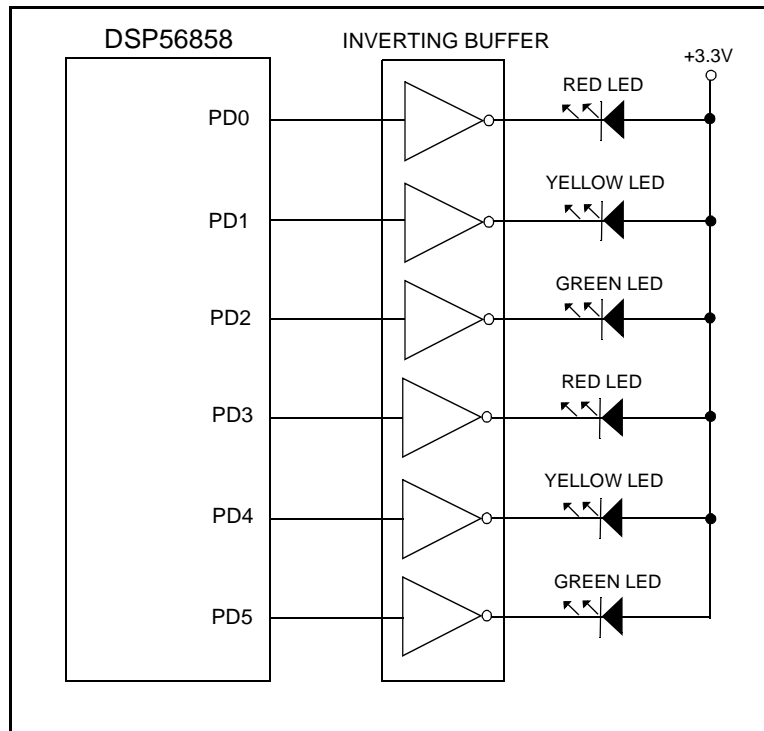 DSP56858
INVERTING BUFFER
+3.3V
RED LED
PD0
YELLOW LED
PD1
GREEN LED
PD2
RED LED
PD3
YELLOW LED
PD4
GREEN LED
PD5